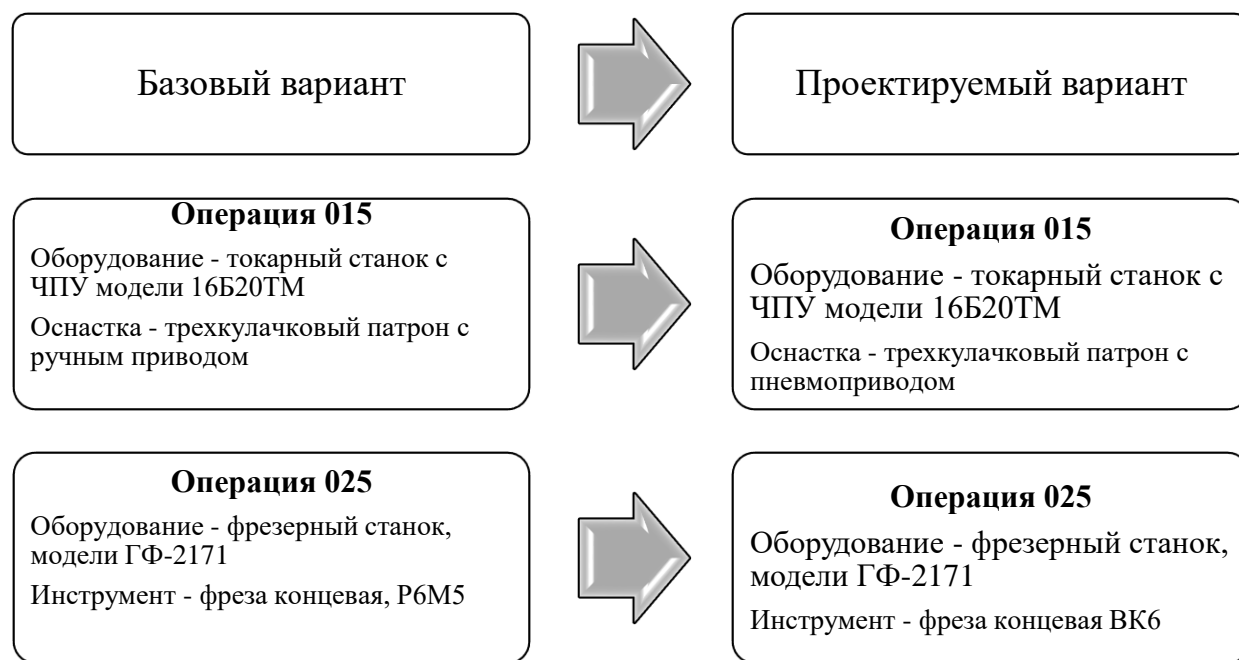 Базовый вариант
Проектируемый вариант
Операция 015
Оборудование - токарный станок с
ЧПУ модели 16Б20ТМ
Оснастка - трехкулачковый патрон с
ручным приводом
Операция 015
Оборудование - токарный станок с
ЧПУ модели 16Б20ТМ
Оснастка - трехкулачковый патрон с
пневмоприводом
Операция 025
Оборудование - фрезерный станок,
модели ГФ-2171
Инструмент - фреза концевая, Р6М5
Операция 025
Оборудование - фрезерный станок,
модели ГФ-2171
Инструмент - фреза концевая ВК6